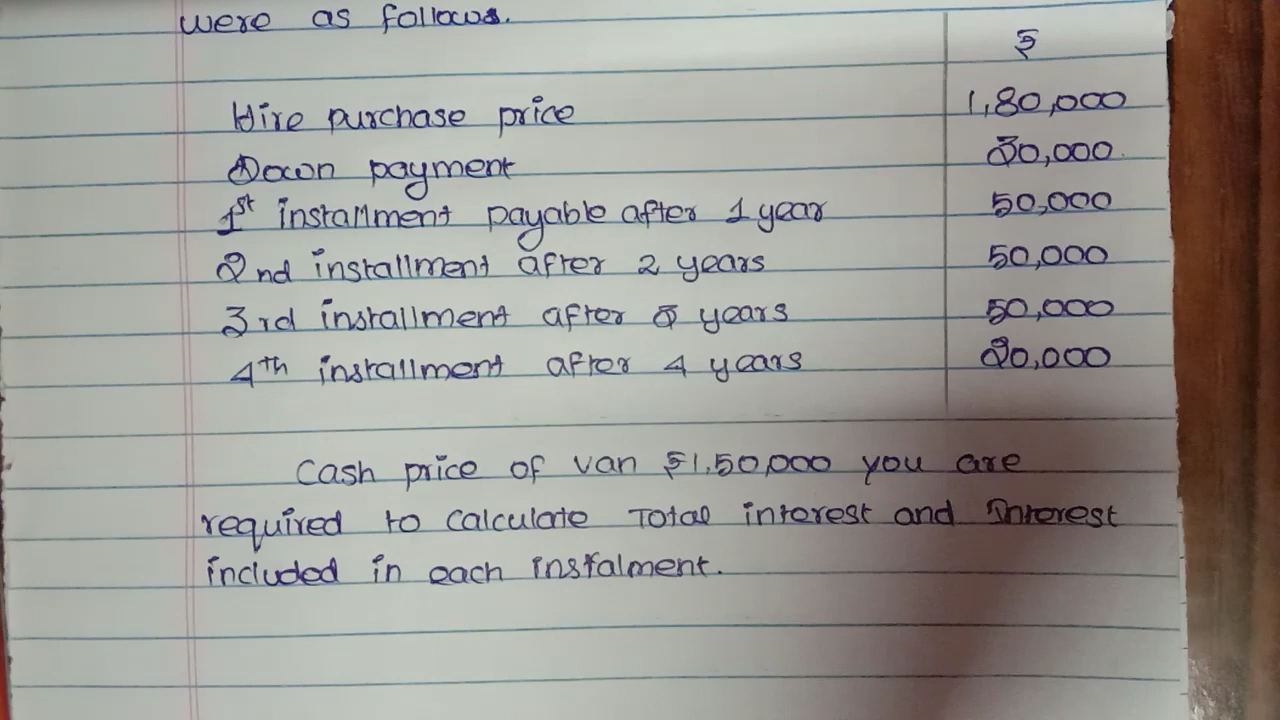 were as follows.
₹
Hire purchase price 1,80,000
Down payment 30,000
1st installment payable after 1 year 50,000
2nd installment after 2 years 50,000
3rd installment after 3 years 50,000
4th installment after 4 years 20,000
Cash price of van ₹1,50,000 you are
required to calculate Total interest and Interest
included in each instalment.